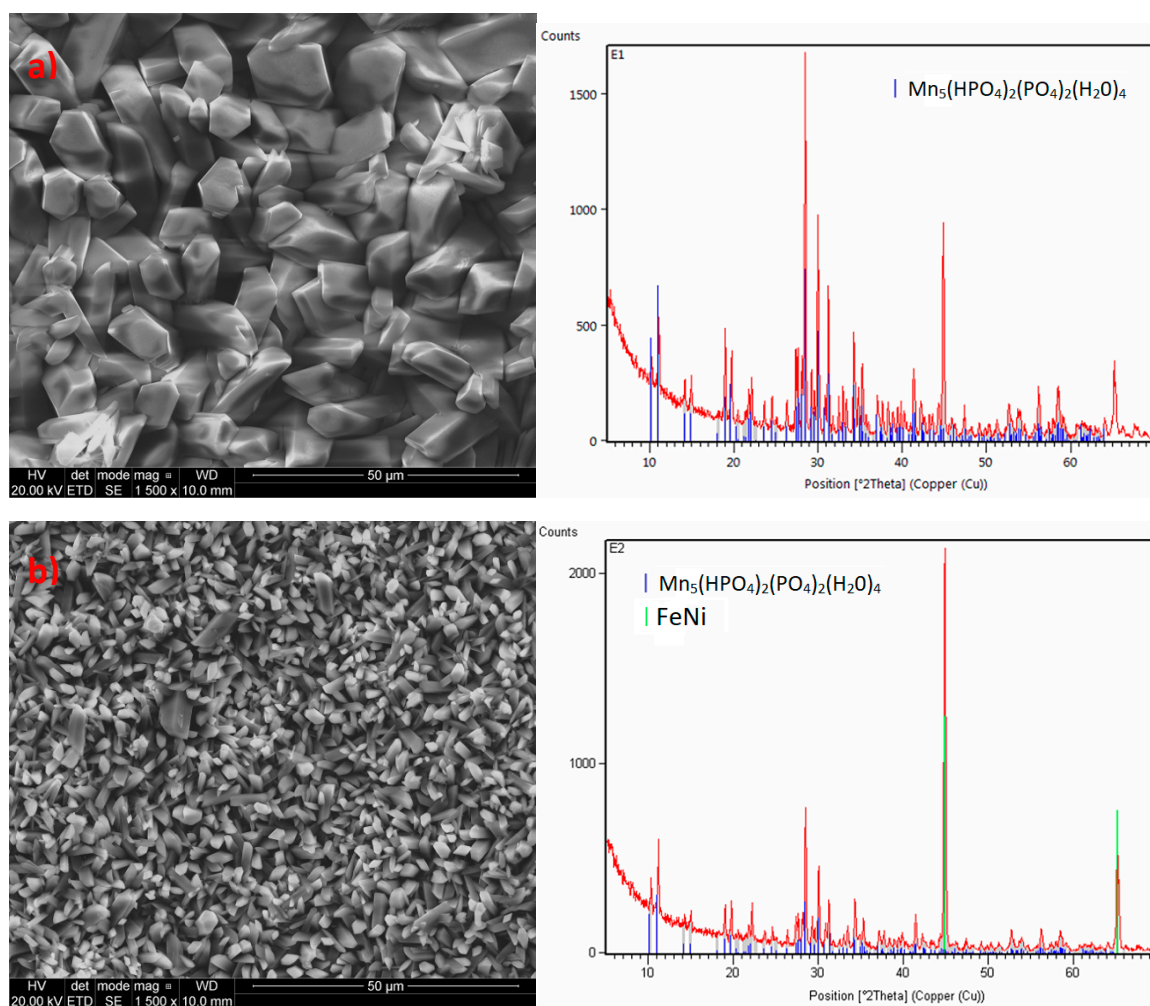 a)
HV det mode mag WD 50 µm
20.00 kV ETD SE 1 500 x 10.0 mm
Counts
E1
Mn₅(HPO₄)₂(PO₄)₂(H₂0)₄
1500
1000
500
0
10 20 30 40 50 60
Position [°2Theta] (Copper (Cu))
b)
HV det mode mag WD 50 µm
20.00 kV ETD SE 1 500 x 10.0 mm
Counts
E2
Mn₅(HPO₄)₂(PO₄)₂(H₂0)₄
FeNi
2000
1000
0
10 20 30 40 50 60
Position [°2Theta] (Copper (Cu))